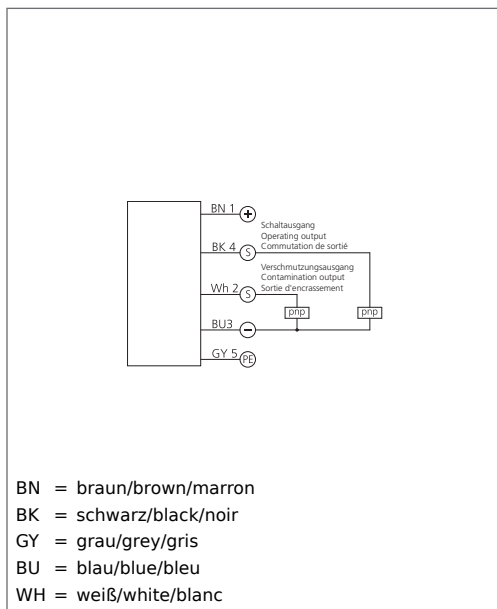 BN 1 +
Schaltausgang
Operating output
BK 4 S Commutation de sortié
Verschmutzungsausgang
Contamination output
Wh 2 S Sortie d'encrassement
pnp pnp
BU3 −
GY 5 PE
BN = braun/brown/marron
BK = schwarz/black/noir
GY = grau/grey/gris
BU = blau/blue/bleu
WH = weiß/white/blanc